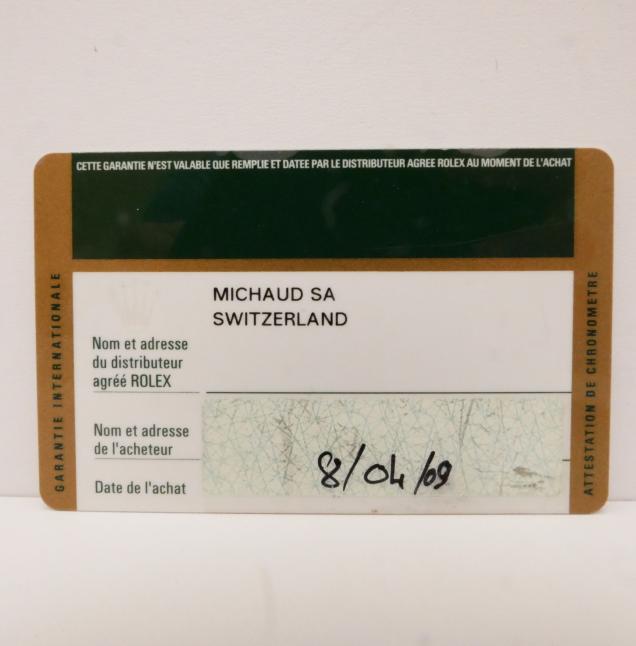 CETTE GARANTIE N'EST VALABLE QUE REMPLIE ET DATEE PAR LE DISTRIBUTEUR AGREE ROLEX AU MOMENT DE L'ACHAT
GARANTIE INTERNATIONALE
MICHAUD SA
SWITZERLAND
Nom et adresse
du distributeur
agréé ROLEX
Nom et adresse
de l'acheteur
Date de l'achat
8/04/09
ATTESTATION DE CHRONOMETRE